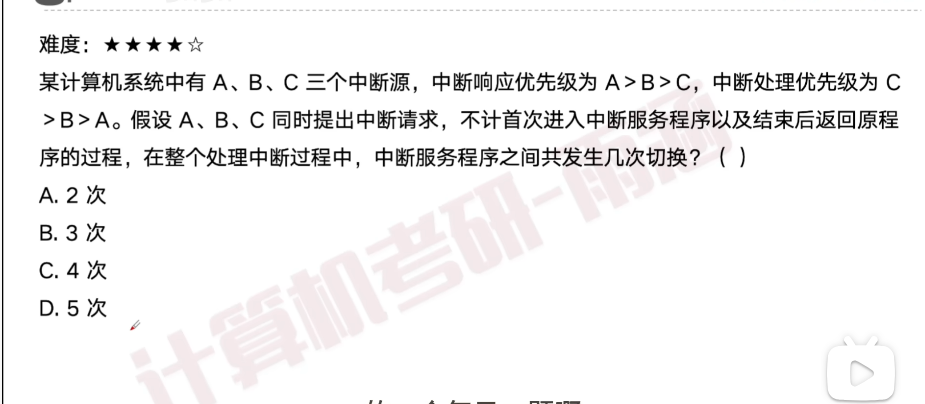 难度：★★★★☆
某计算机系统中有 A、B、C 三个中断源，中断响应优先级为 A>B>C，中断处理优先级为 C
>B>A。假设 A、B、C 同时提出中断请求，不计首次进入中断服务程序以及结束后返回原程
序的过程，在整个处理中断过程中，中断服务程序之间共发生几次切换？（ ）
A. 2 次
B. 3 次
C. 4 次
D. 5 次
计算机考研-雨涵